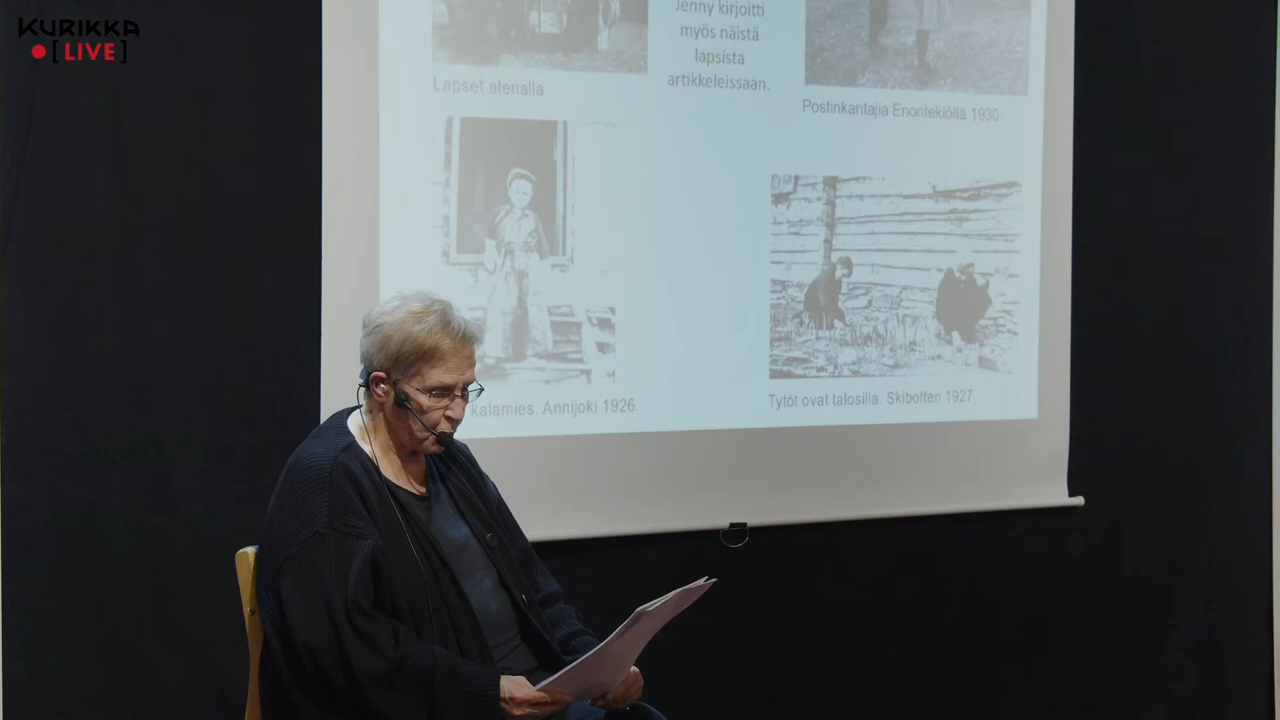 KURIKKA
[LIVE]
Jenny kirjoitti
myös näistä
lapsista
artikkeleissaan.
Lapset aterialla.
Postinkantajia Enontekiöllä 1930.
kalamies. Annijoki 1926.
Tytöt ovat talosilla. Skibotten 1927